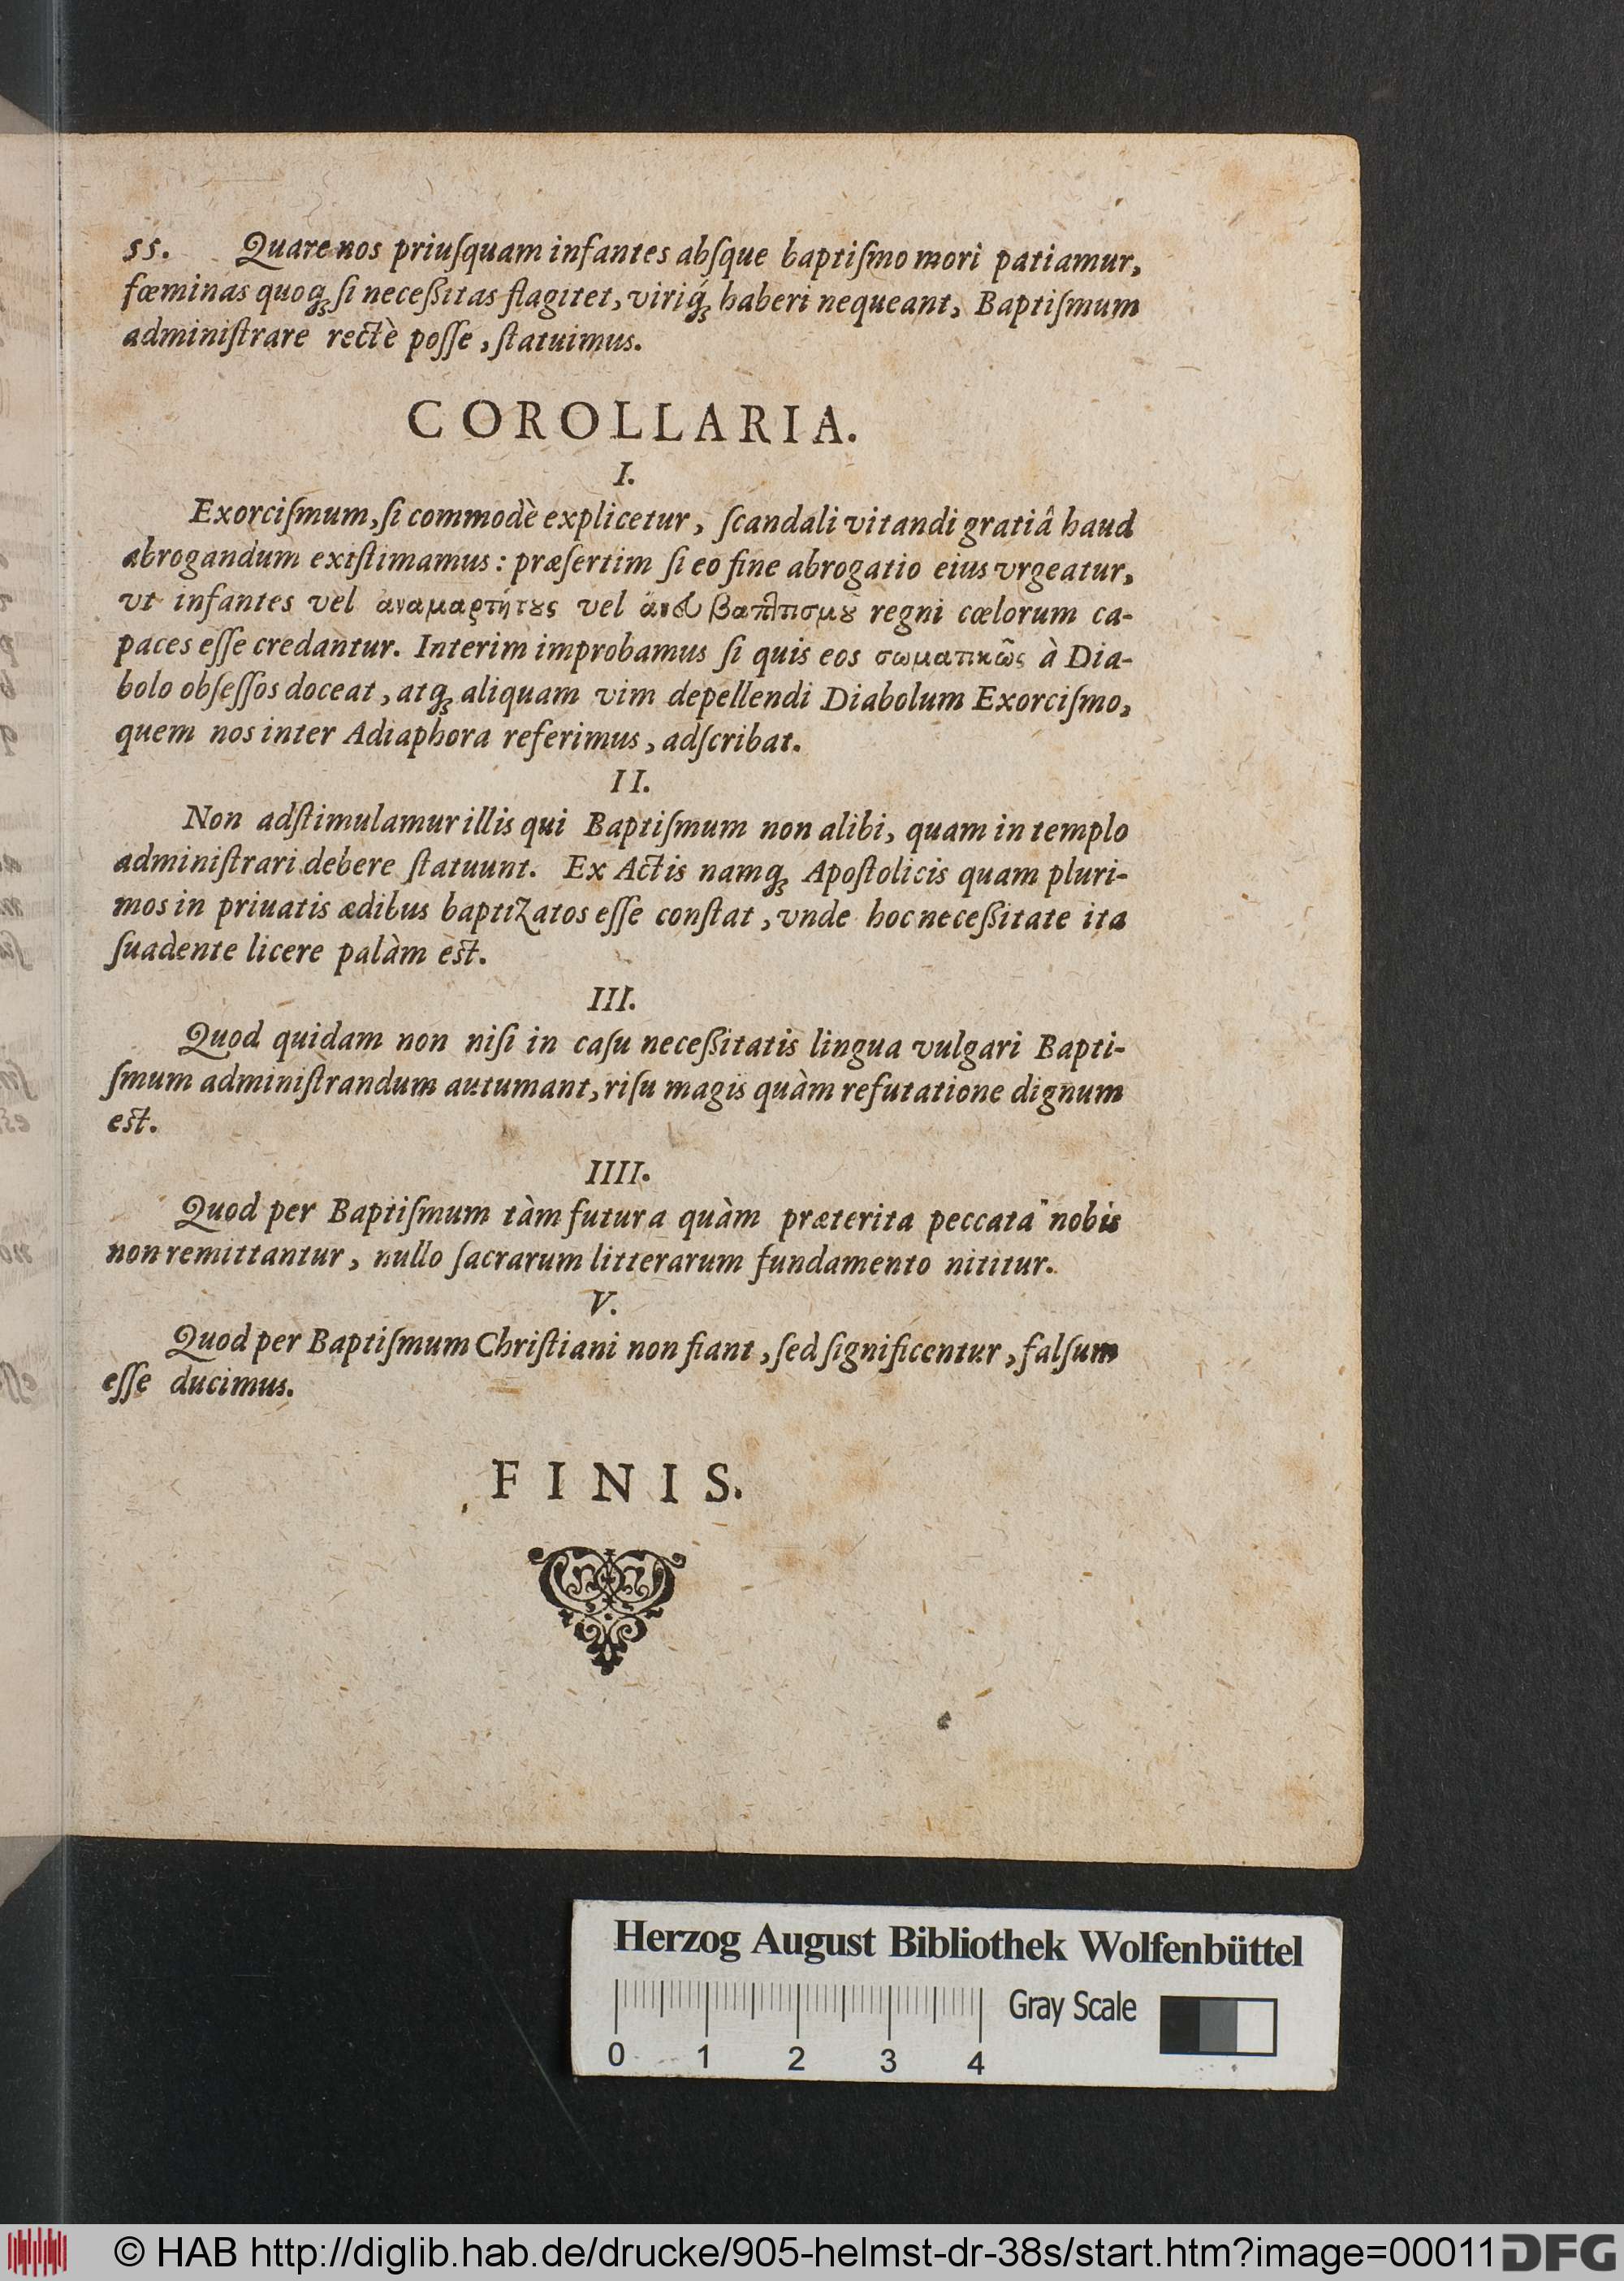 55. Quare nos priuſquam infantes abſque baptiſmo mori patiamur,
fœminas quoq́ꝫ ſi neceßitas flagitet, viriq́ꝫ haberi nequeant, Baptiſmum
adminiſtrare rectè poſſe, ſtatuimus.
COROLLARIA.
I.
Exorciſmum, ſi commodè explicetur, ſcandali vitandi gratiâ haud
abrogandum exiſtimamus: præſertim ſi eo fine abrogatio eius vrgeatur,
vt infantes vel ἀναμαρτήτȣς vel ἄνευ βαπτισμȣ̃ regni cœlorum ca-
paces eſſe credantur. Interim improbamus ſi quis eos σωματικῶς à Dia-
bolo obſeſſos doceat, atqꝫ aliquam vim depellendi Diabolum Exorciſmo,
quem nos inter Adiaphora referimus, adſcribat.
II.
Non adſtimulamur illis qui Baptiſmum non alibi, quam in templo
adminiſtrari debere ſtatuunt. Ex Actis namqꝫ Apoſtolicis quam pluri-
mos in priuatis ædibus baptizatos eſſe conſtat, vnde hoc neceßitate ita
ſuadente licere palàm est.
III.
Quod quidam non niſi in caſu neceßitatis lingua vulgari Bapti-
ſmum adminiſtrandum autumant, riſu magis quàm refutatione dignum
est.
IIII.
Quod per Baptiſmum tàm futura quàm præterita peccata nobis
non remittantur, nullo ſacrarum litterarum fundamento nititur.
V.
Quod per Baptiſmum Chriſtiani non fiant, ſed ſignificentur, falſum
eſſe ducimus.
FINIS.
Herzog August Bibliothek Wolfenbüttel
Gray Scale
0 1 2 3 4
© HAB http://diglib.hab.de/drucke/905-helmst-dr-38s/start.htm?image=00011 DFG